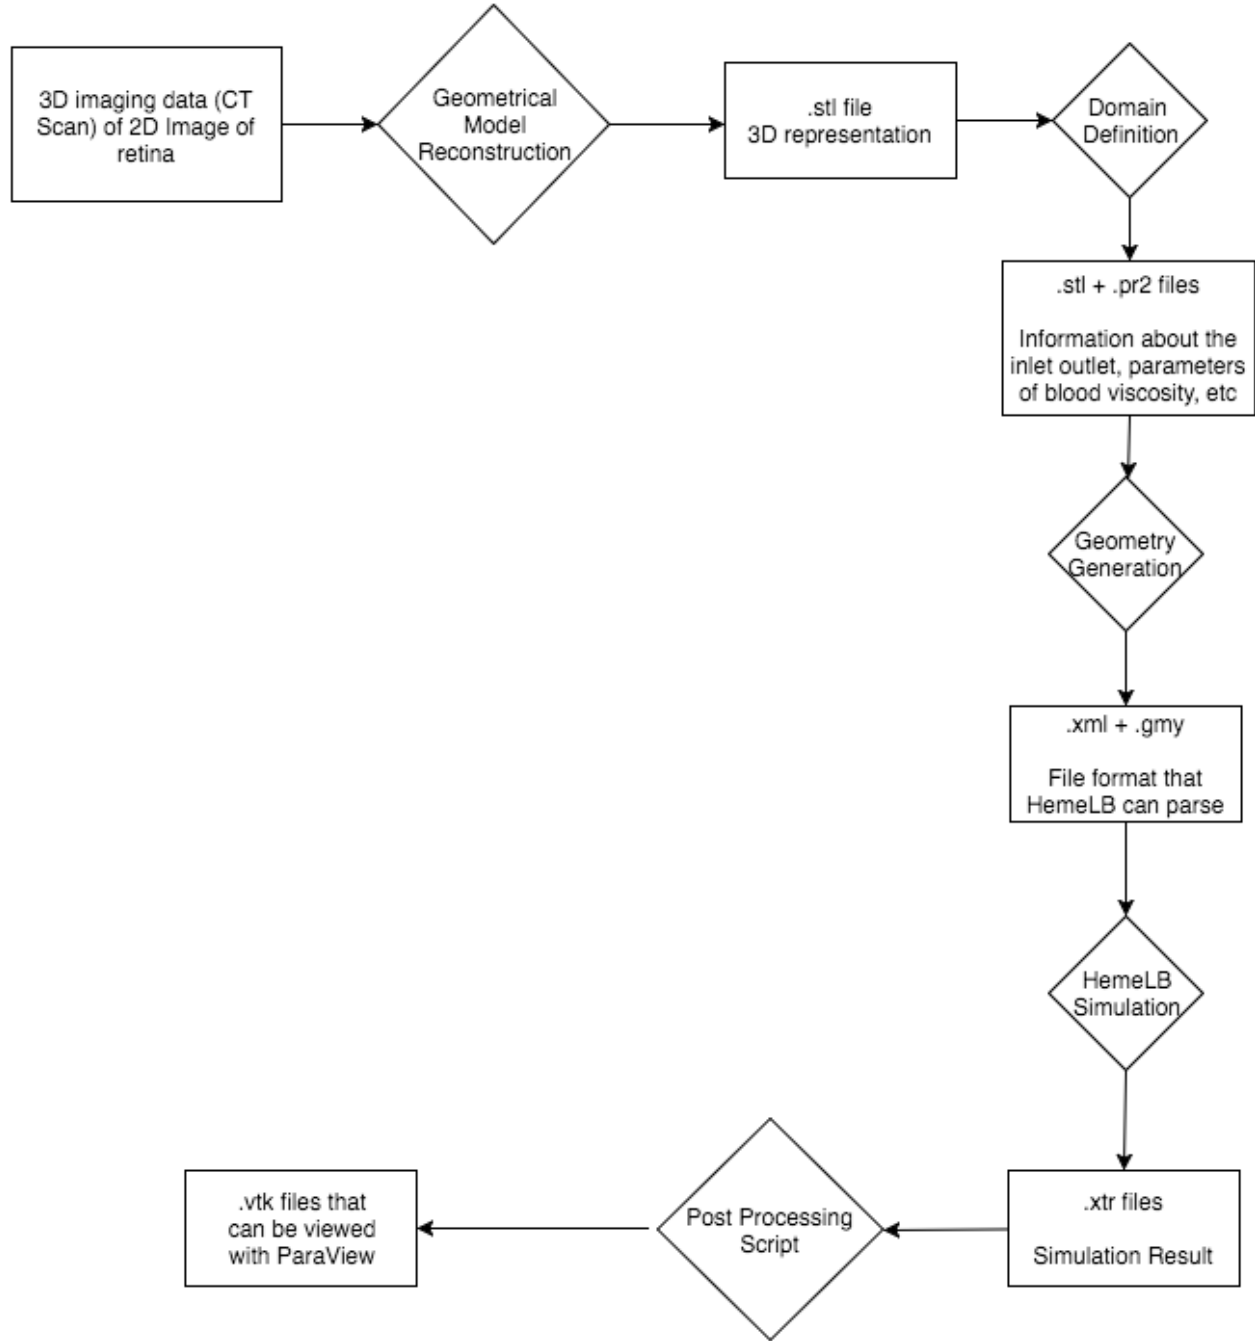 3D imaging data (CT
Scan) of 2D Image of
retina
Geometrical
Model
Reconstruction
.stl file
3D representation
Domain
Definition
.stl + .pr2 files
Information about the
inlet outlet, parameters
of blood viscosity, etc
Geometry
Generation
.xml + .gmy
File format that
HemeLB can parse
HemeLB
Simulation
.xtr files
Simulation Result
Post Processing
Script
.vtk files that
can be viewed
with ParaView